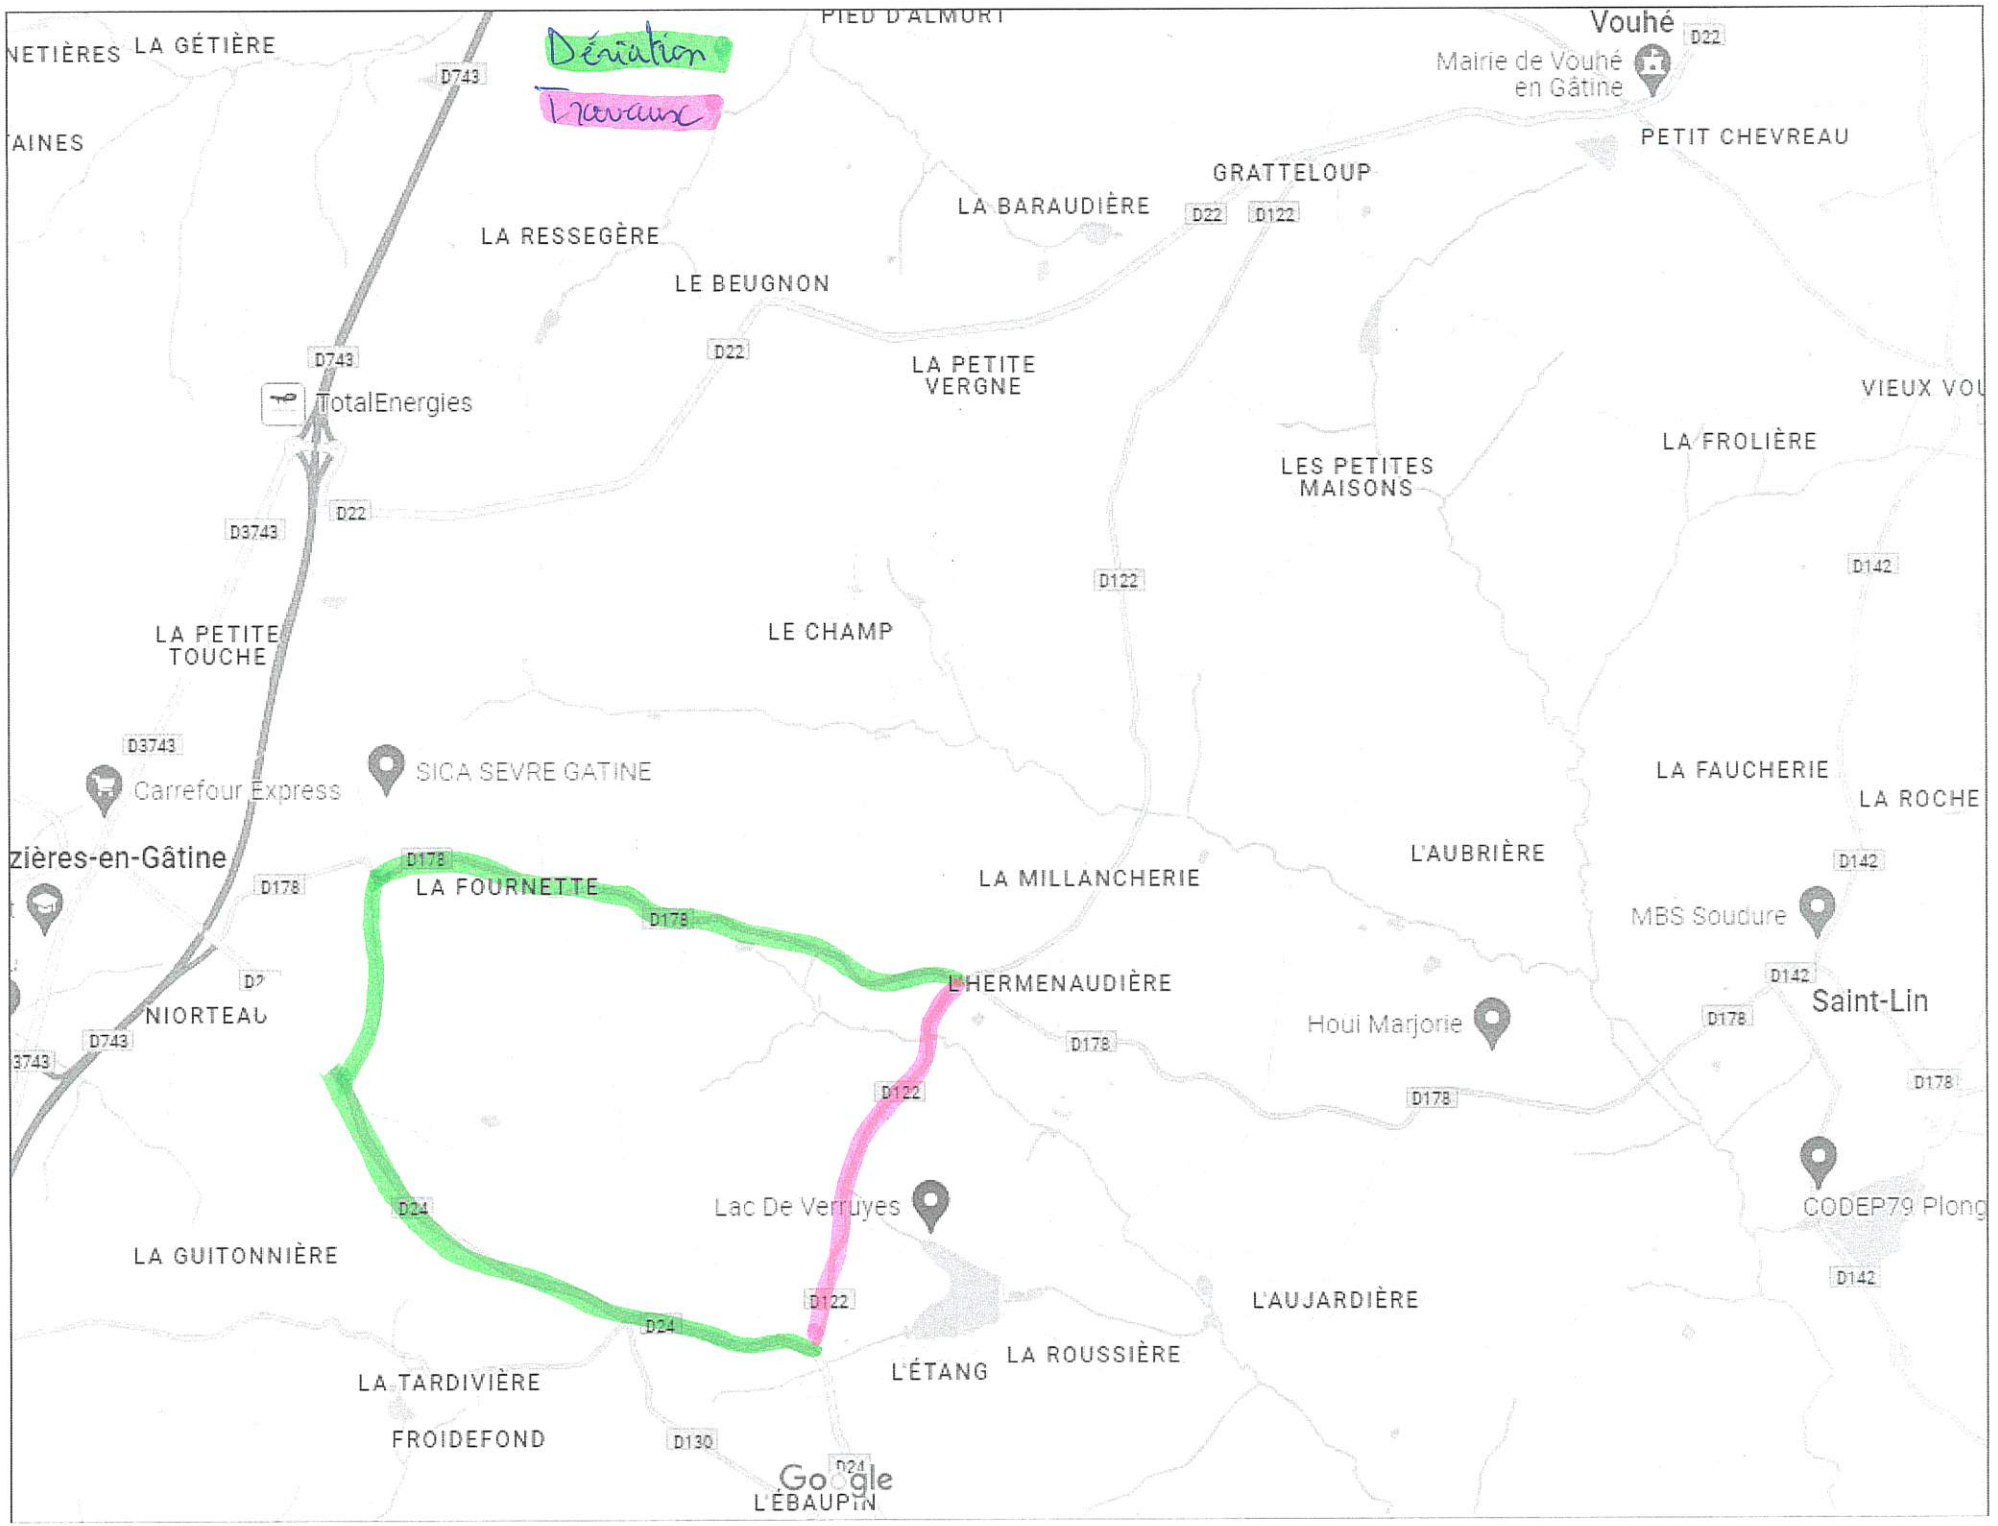 PIED D'ALMORT
Vouhé
D22
NETIÈRES
LA GÉTIÈRE
Dériation
D743
Mairie de Vouhé
en Gâtine
Travaux
AINES
PETIT CHEVREAU
GRATTELOUP
LA BARAUDIÈRE
D22
D122
LA RESSEGÈRE
LE BEUGNON
D743
D22
LA PETITE
VERGNE
VIEUX VOU
TotalEnergies
LA FROLIÈRE
LES PETITES
MAISONS
D22
D3743
D142
D122
LA PETITE
TOUCHE
LE CHAMP
D3743
SICA SEVRE GATINE
LA FAUCHERIE
Carrefour Express
LA ROCHE
zières-en-Gâtine
D178
L'AUBRIÈRE
D142
D178
LA FOURNETTE
LA MILLANCHERIE
D178
MBS Soudure
D142
L'HERMENAUDIÈRE
Saint-Lin
NIORTEAU
D178
Houi Marjorie
D743
D178
3743
D122
D178
D178
D24
Lac De Verruyes
CODEP79 Plong
LA GUITONNIÈRE
D142
D122
L'AUJARDIÈRE
D24
LA ROUSSIÈRE
L'ÉTANG
LA TARDIVIÈRE
FROIDEFOND
D130
D24
Google
L'ÉBAUPIN